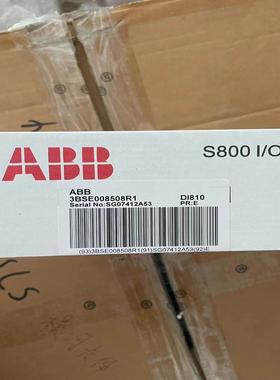 ABB
S800 I/O
ABB
3BSE008508R1
DI810
Serial No:SG07412A53
PR:E
(93)3BSE008508R1(91)SG07412A53(92)E